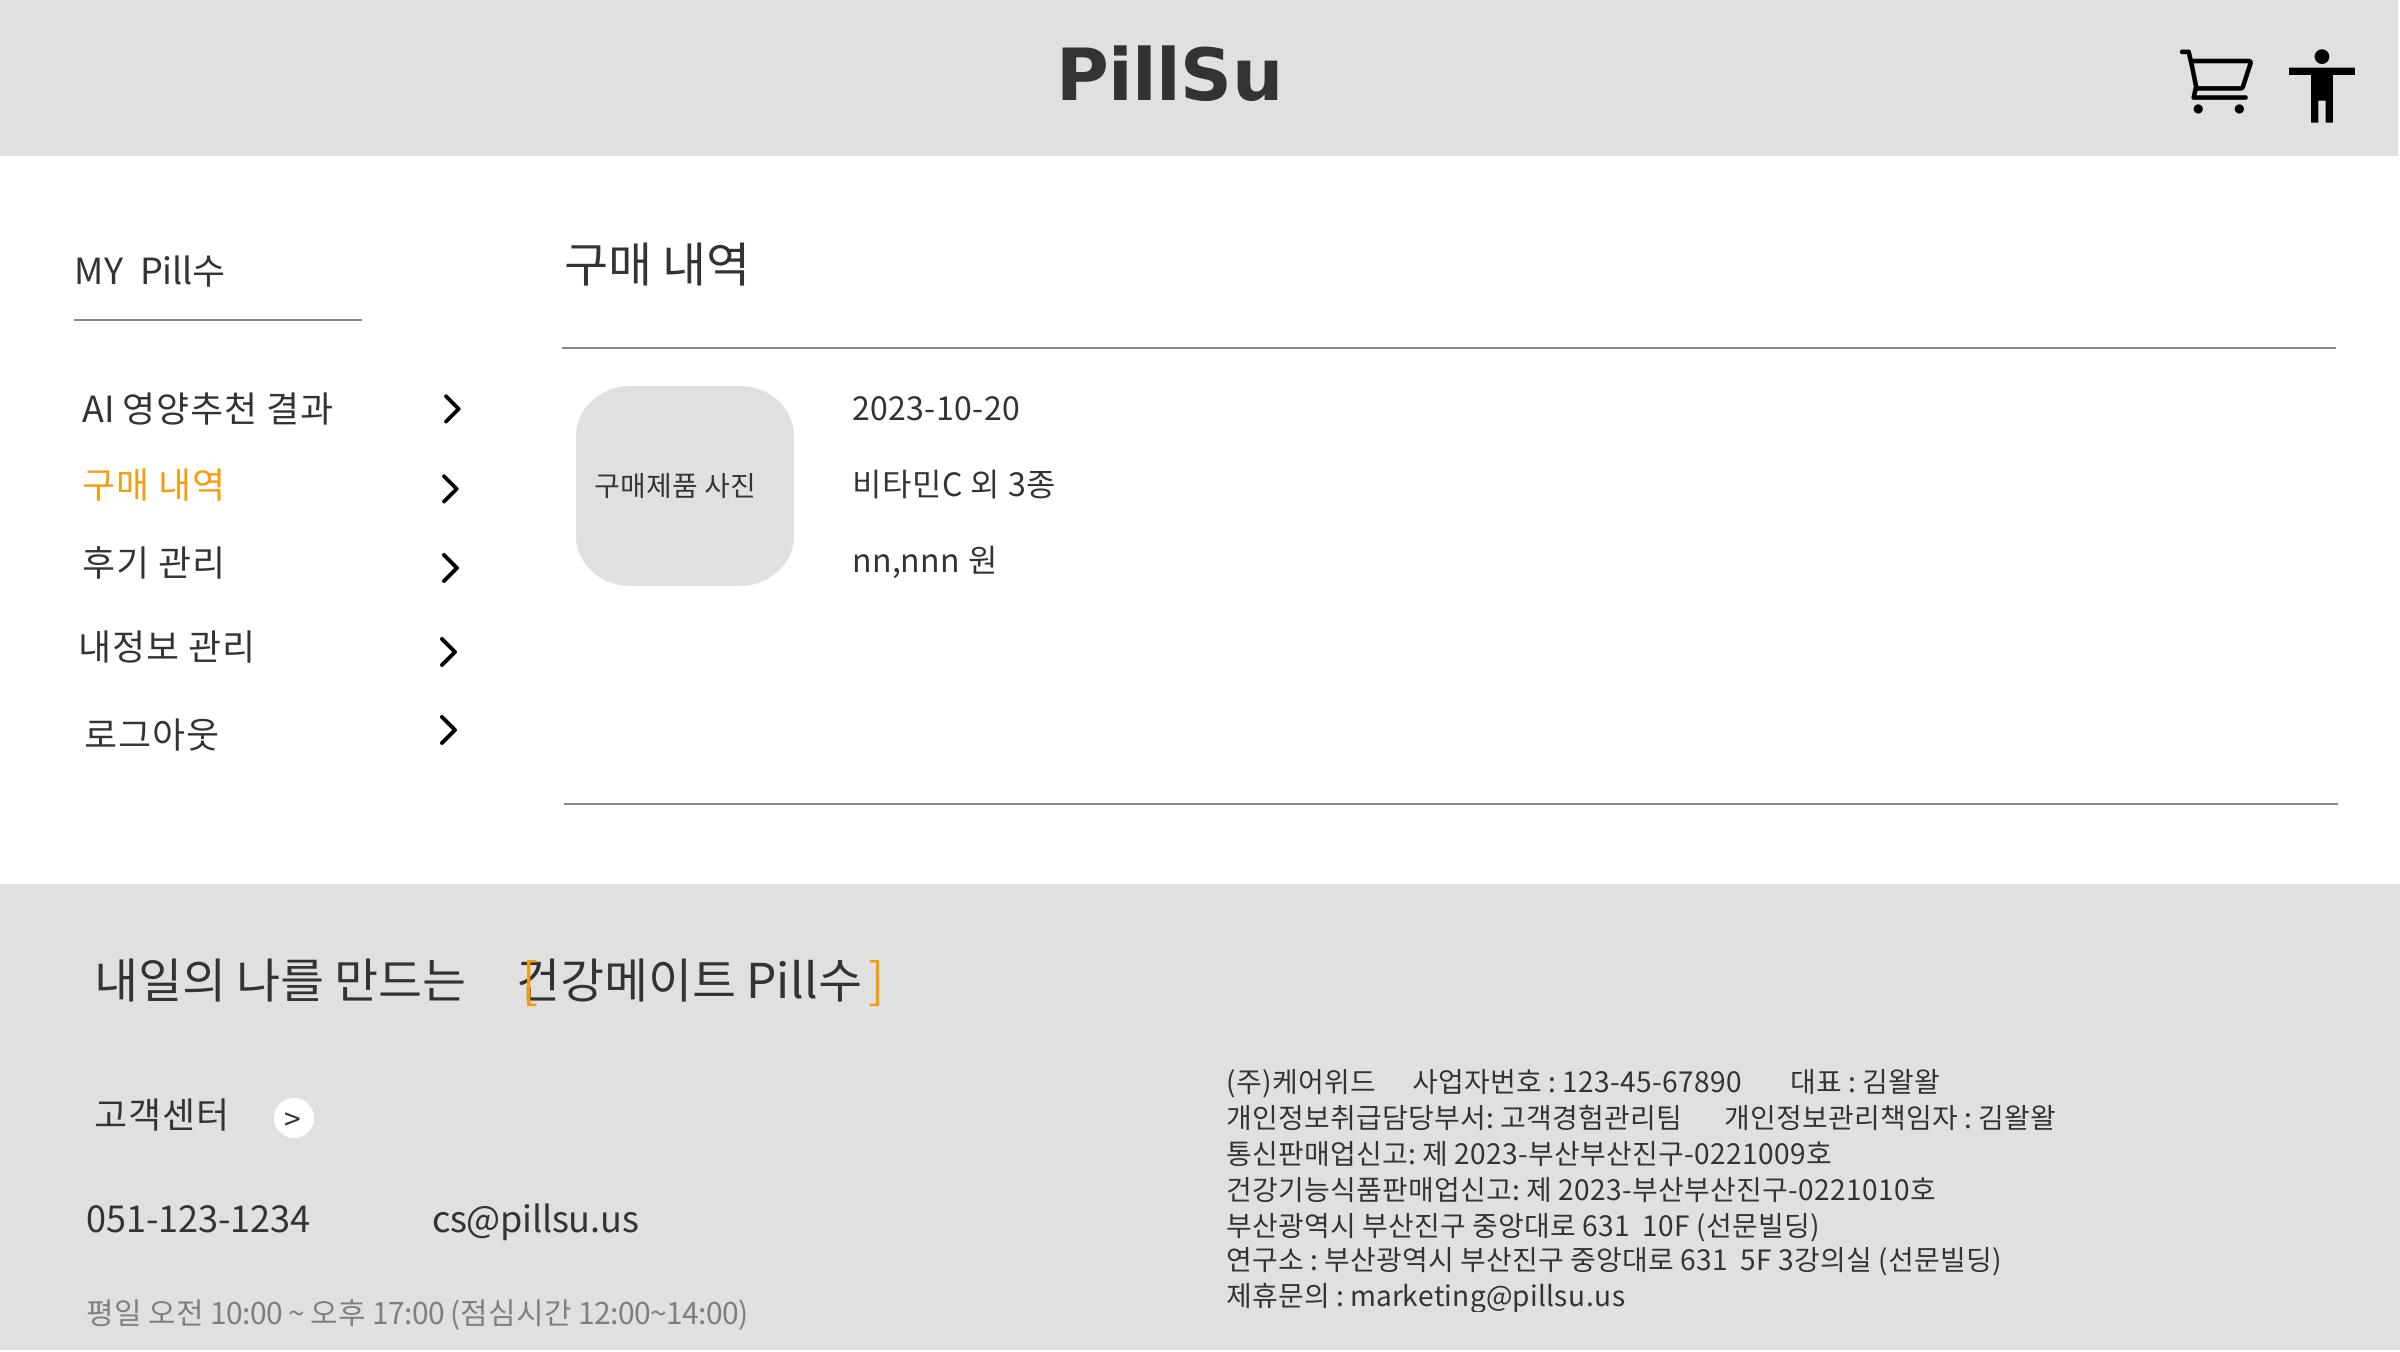 PillSu
MY Pill수
AI 영양추천 결과
구매 내역
후기 관리
내정보 관리
로그아웃
구매 내역
구매제품 사진
2023-10-20
비타민C 외 3종
nn,nnn 원
내일의 나를 만드는 [건강메이트 Pill수 ]
고객센터 >
051-123-1234 cs@pillsu.us
평일 오전 10:00 ~ 오후 17:00 (점심시간 12:00~14:00)
(주)케어위드 사업자번호 : 123-45-67890 대표 : 김왈왈
개인정보취급담당부서: 고객경험관리팀 개인정보관리책임자 : 김왈왈
통신판매업신고: 제 2023-부산부산진구-0221009호
건강기능식품판매업신고: 제 2023-부산부산진구-0221010호
부산광역시 부산진구 중앙대로 631 10F (선문빌딩)
연구소 : 부산광역시 부산진구 중앙대로 631 5F 3강의실 (선문빌딩)
제휴문의 : marketing@pillsu.us